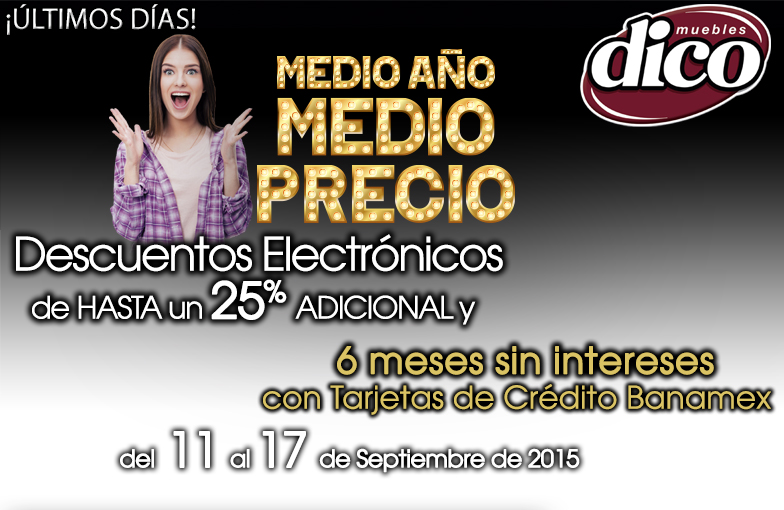 ¡ÚLTIMOS DÍAS!
muebles
dico
MEDIO AÑO
MEDIO
PRECIO
Descuentos Electrónicos
de HASTA un 25% ADICIONAL y
6 meses sin intereses
con Tarjetas de Crédito Banamex
del 11 al 17 de Septiembre de 2015